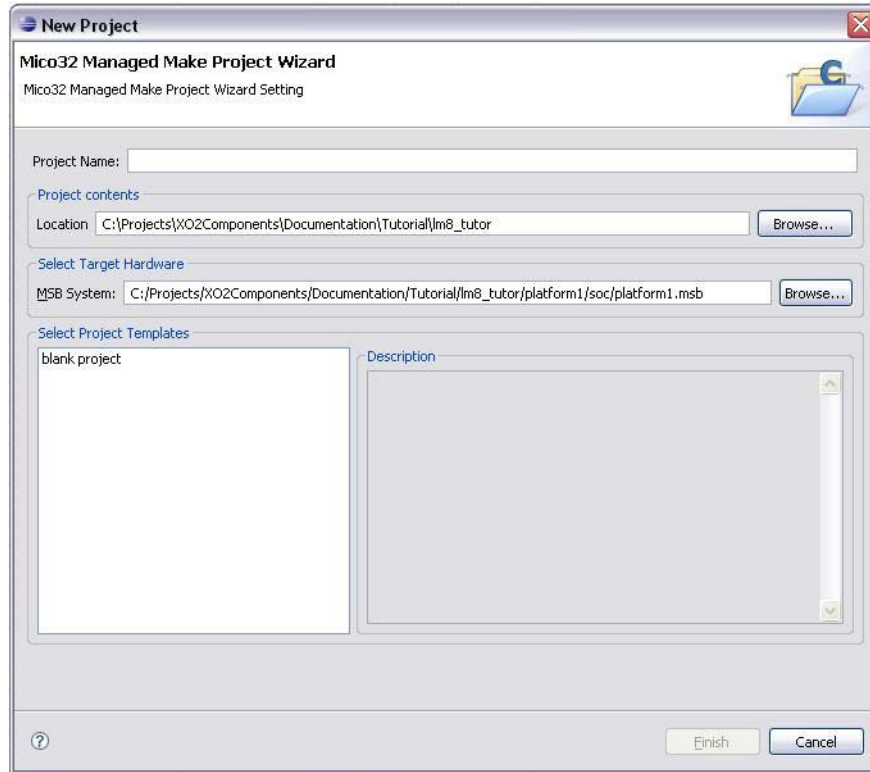 New Project
Mico32 Managed Make Project Wizard
Mico32 Managed Make Project Wizard Setting
C
Project Name:
Project contents
Location C:\Projects\XO2Components\Documentation\Tutorial\lm8_tutor Browse...
Select Target Hardware
MSB System: C:/Projects/XO2Components/Documentation/Tutorial/lm8_tutor/platform1/soc/platform1.msb Browse...
Select Project Templates
blank project
Description
? Finish Cancel